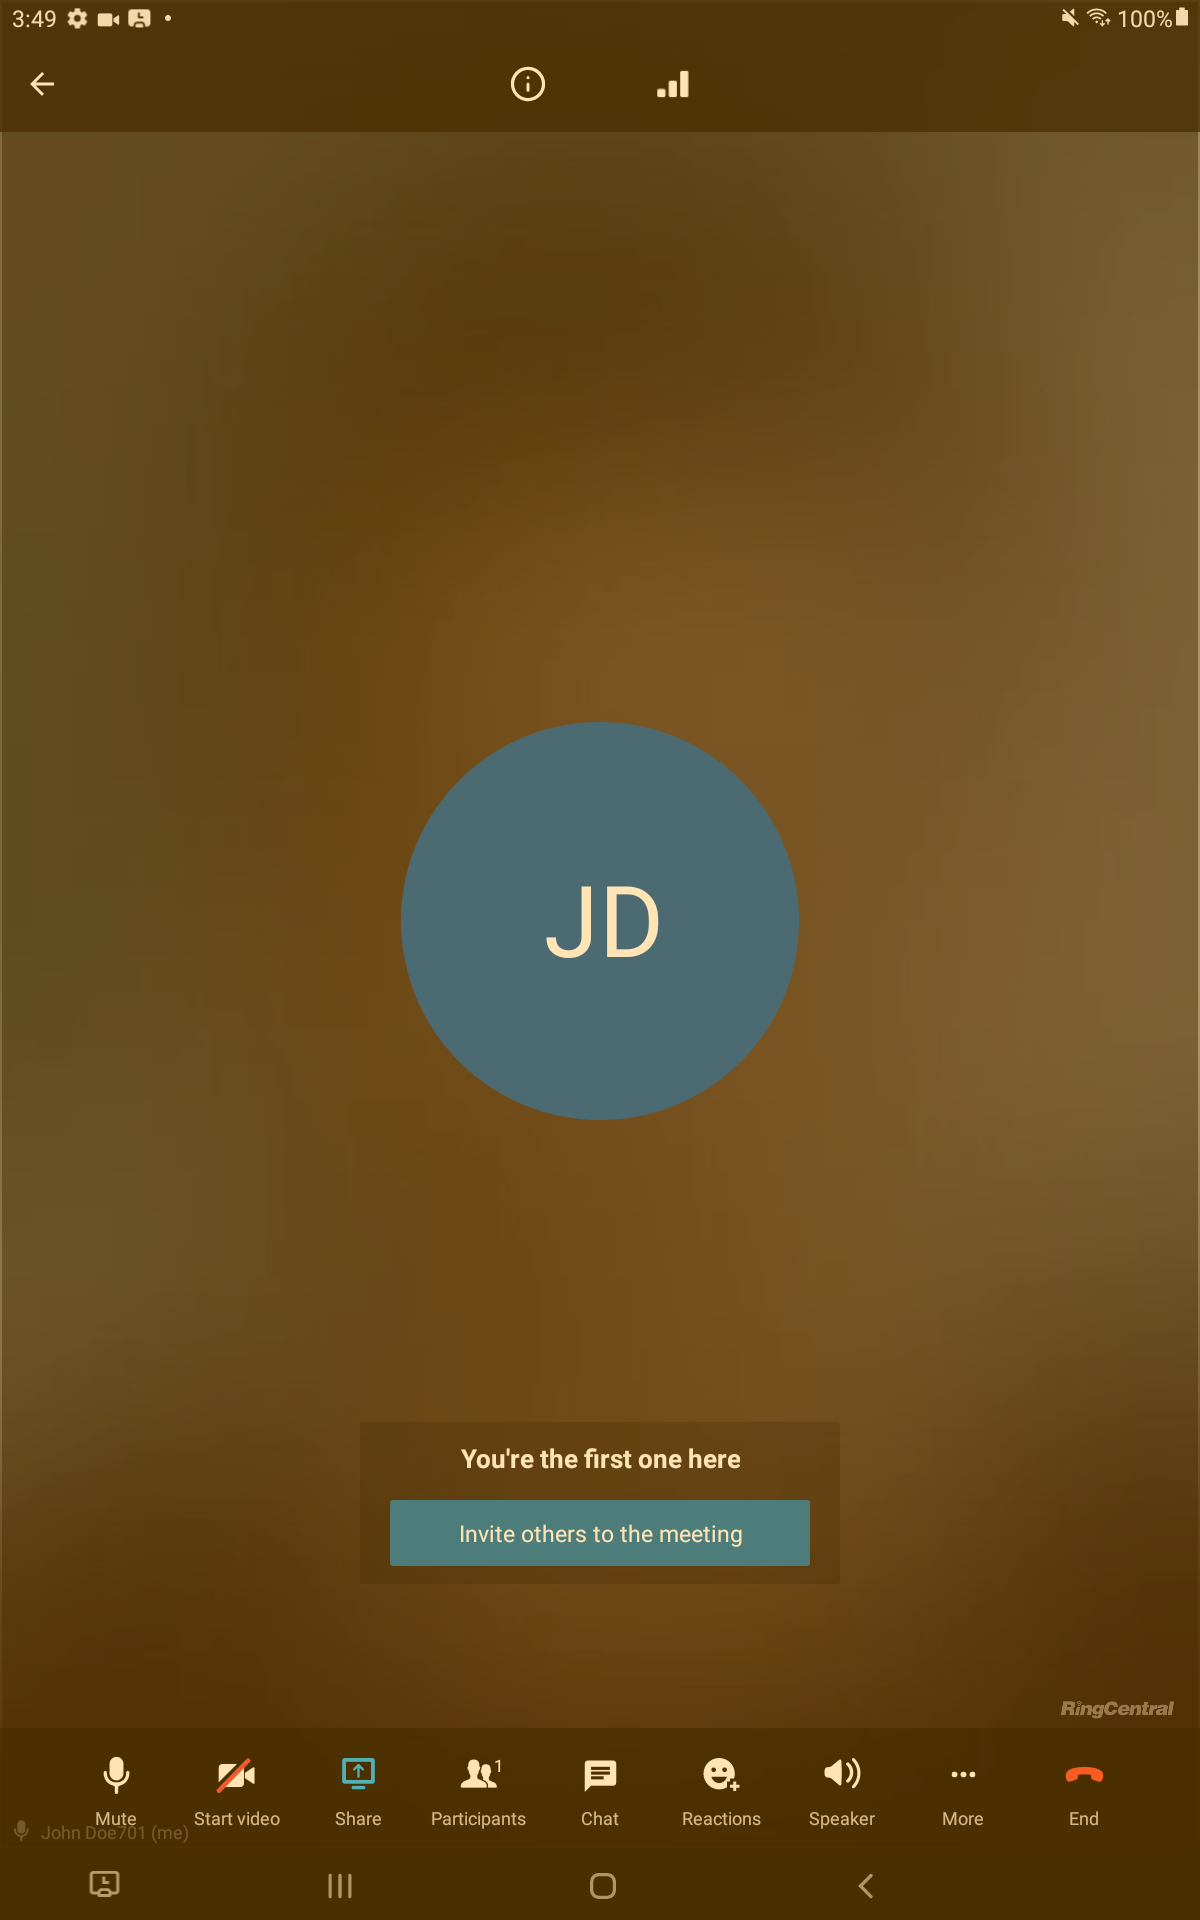 3:49
100%
JD
You're the first one here
Invite others to the meeting
RingCentral
Mute
Start video
Share
1
Participants
Chat
Reactions
Speaker
More
End
John Doe701 (me)